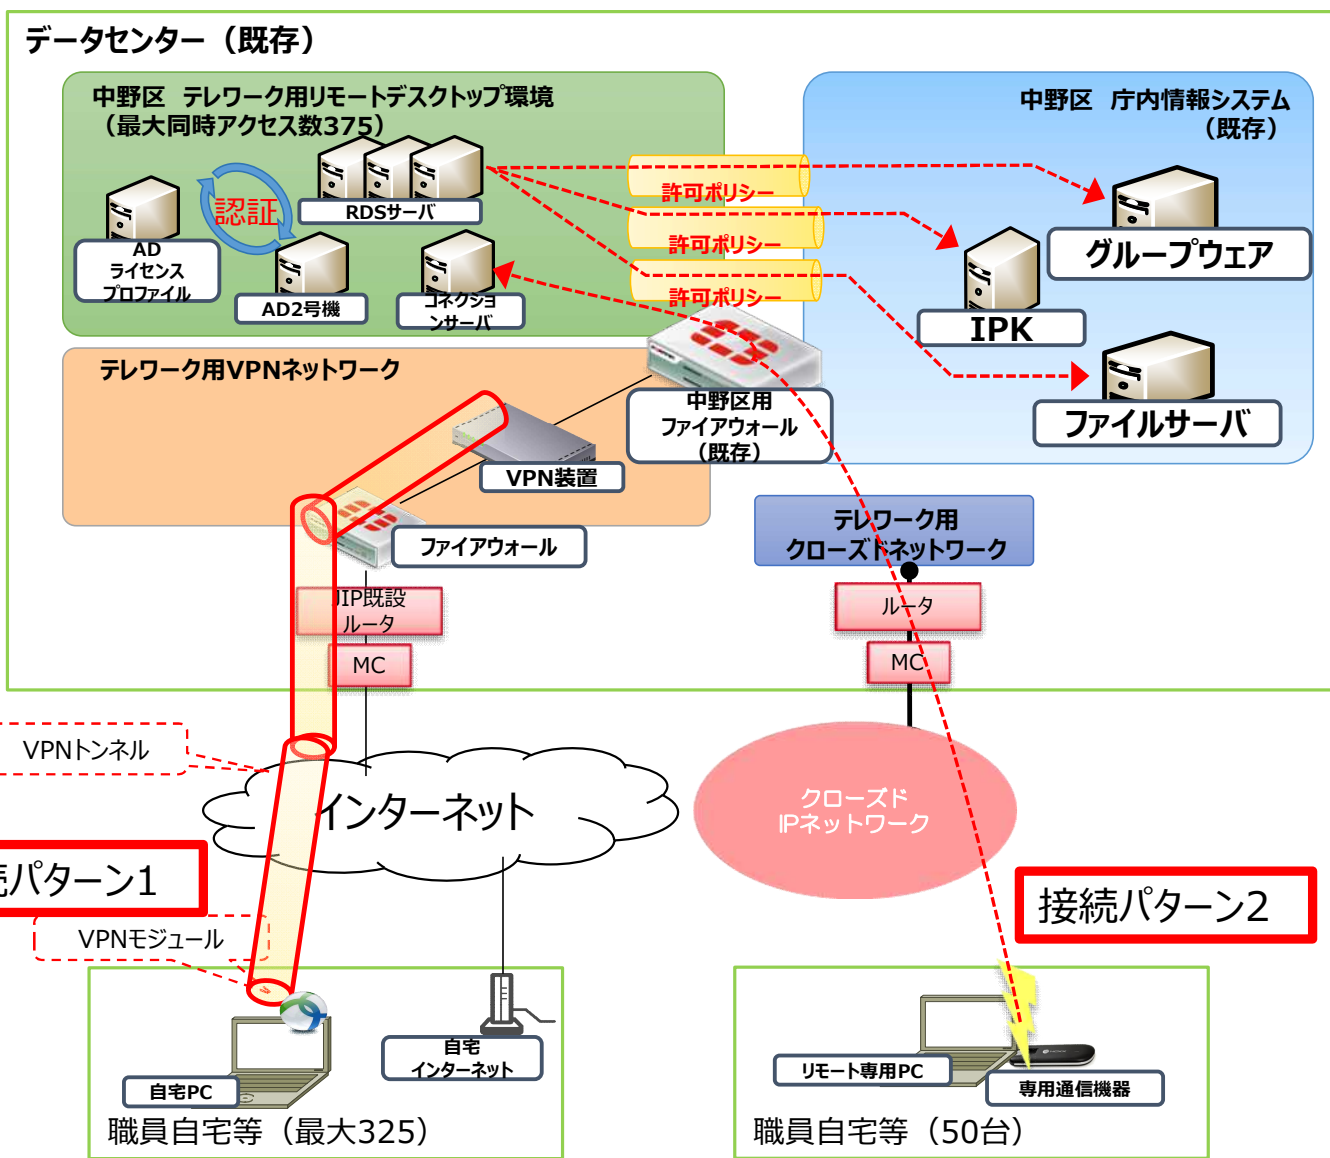 データセンター（既存）
中野区 テレワーク用リモートデスクトップ環境
（最大同時アクセス数375）
中野区 庁内情報システム
（既存）
許可ポリシー
許可ポリシー
許可ポリシー
認証
RDSサーバ
AD
ライセンス
プロファイル
AD2号機
コネクショ
ンサーバ
グループウェア
IPK
ファイルサーバ
テレワーク用VPNネットワーク
中野区用
ファイアウォール
（既存）
VPN装置
ファイアウォール
テレワーク用
クローズドネットワーク
JIP既設
ルータ
MC
ルータ
MC
VPNトンネル
インターネット
クローズド
IPネットワーク
続パターン1
接続パターン2
VPNモジュール
自宅PC
自宅
インターネット
職員自宅等（最大325）
リモート専用PC
専用通信機器
職員自宅等（50台）